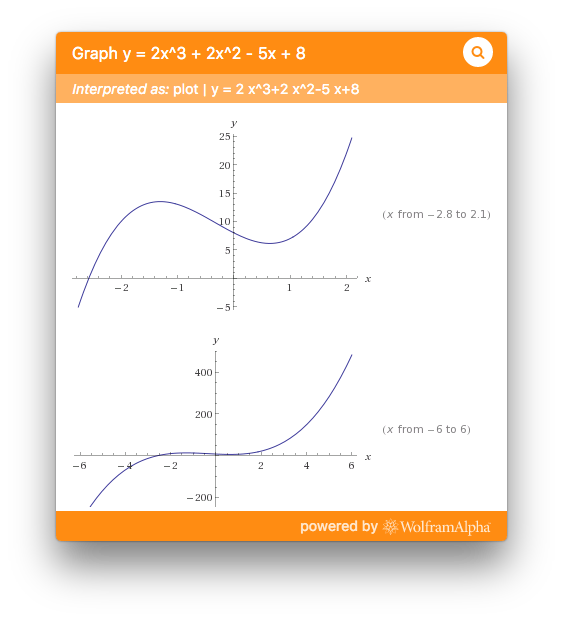 Graph y = 2x^3 + 2x^2 - 5x + 8
Interpreted as: plot | y = 2 x^3+2 x^2-5 x+8
y
25
20
15
10
5
−2 −1 1 2 x
−5
(x from −2.8 to 2.1)
y
400
200
−6 −4 −2 2 4 6 x
−200
(x from −6 to 6)
powered by WolframAlpha